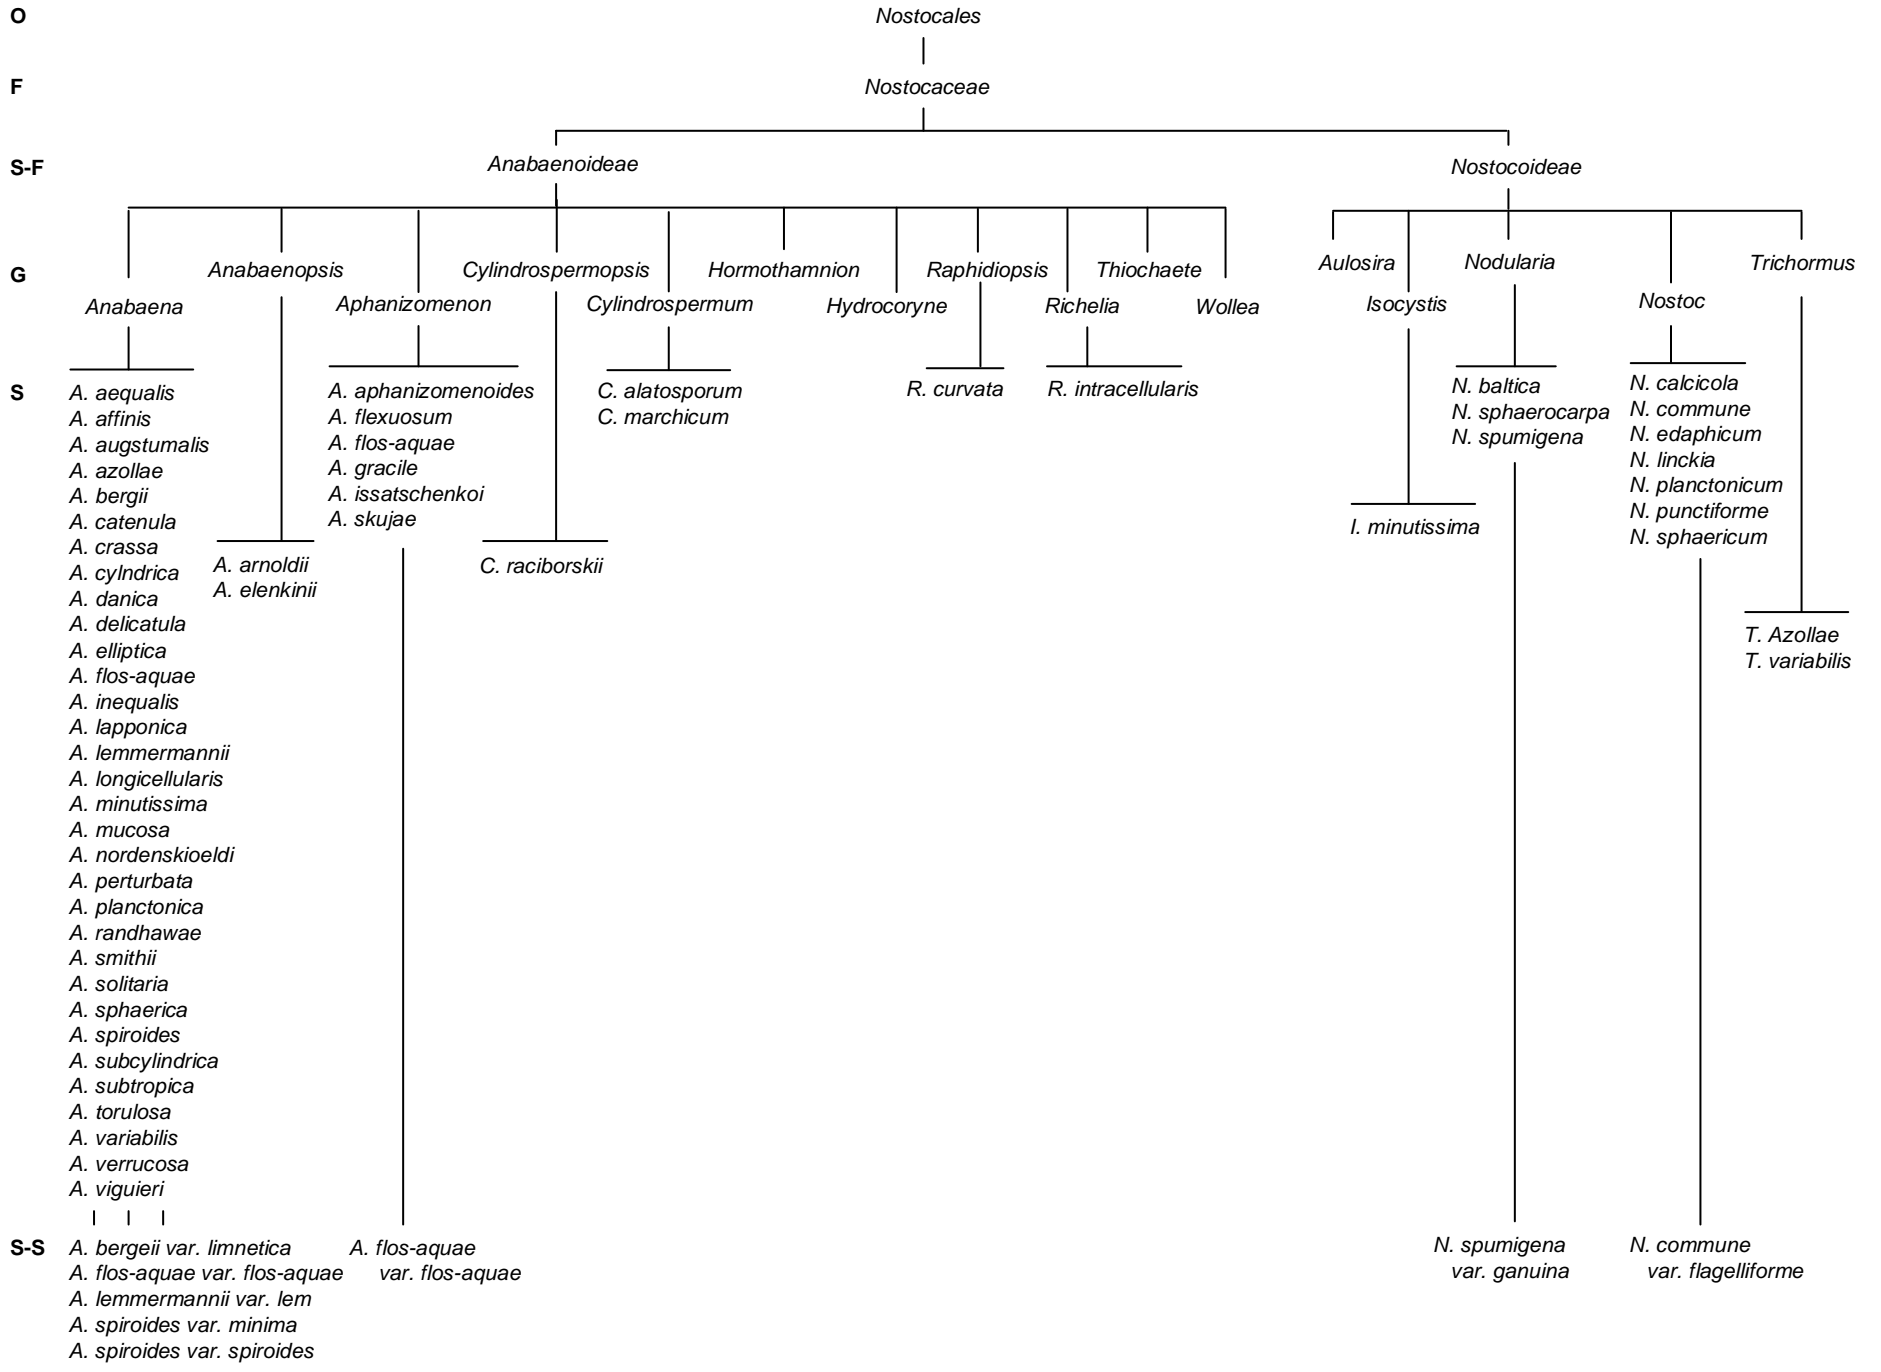 O
Nostocales
F
Nostocaceae
S-F
Anabaenoideae
Nostocoideae
G
Anabaena
Anabaenopsis
Aphanizomenon
Cylindrospermopsis
Cylindrospermum
Hormothamnion
Hydrocoryne
Raphidiopsis
Richelia
Thiochaete
Wollea
Aulosira
Isocystis
Nodularia
Nostoc
Trichormus
S
A. aequalis
A. affinis
A. augstumalis
A. azollae
A. bergii
A. catenula
A. crassa
A. cylndrica
A. danica
A. delicatula
A. elliptica
A. flos-aquae
A. inequalis
A. lapponica
A. lemmermannii
A. longicellularis
A. minutissima
A. mucosa
A. nordenskioeldi
A. perturbata
A. planctonica
A. randhawae
A. smithii
A. solitaria
A. sphaerica
A. spiroides
A. subcylindrica
A. subtropica
A. torulosa
A. variabilis
A. verrucosa
A. viguieri
A. arnoldii
A. elenkinii
A. aphanizomenoides
A. flexuosum
A. flos-aquae
A. gracile
A. issatschenkoi
A. skujae
C. raciborskii
C. alatosporum
C. marchicum
R. curvata
R. intracellularis
I. minutissima
N. baltica
N. sphaerocarpa
N. spumigena
N. calcicola
N. commune
N. edaphicum
N. linckia
N. planctonicum
N. punctiforme
N. sphaericum
T. Azollae
T. variabilis
S-S
A. bergeii var. limnetica
A. flos-aquae var. flos-aquae
A. lemmermannii var. lem
A. spiroides var. minima
A. spiroides var. spiroides
A. flos-aquae
var. flos-aquae
N. spumigena
var. ganuina
N. commune
var. flagelliforme